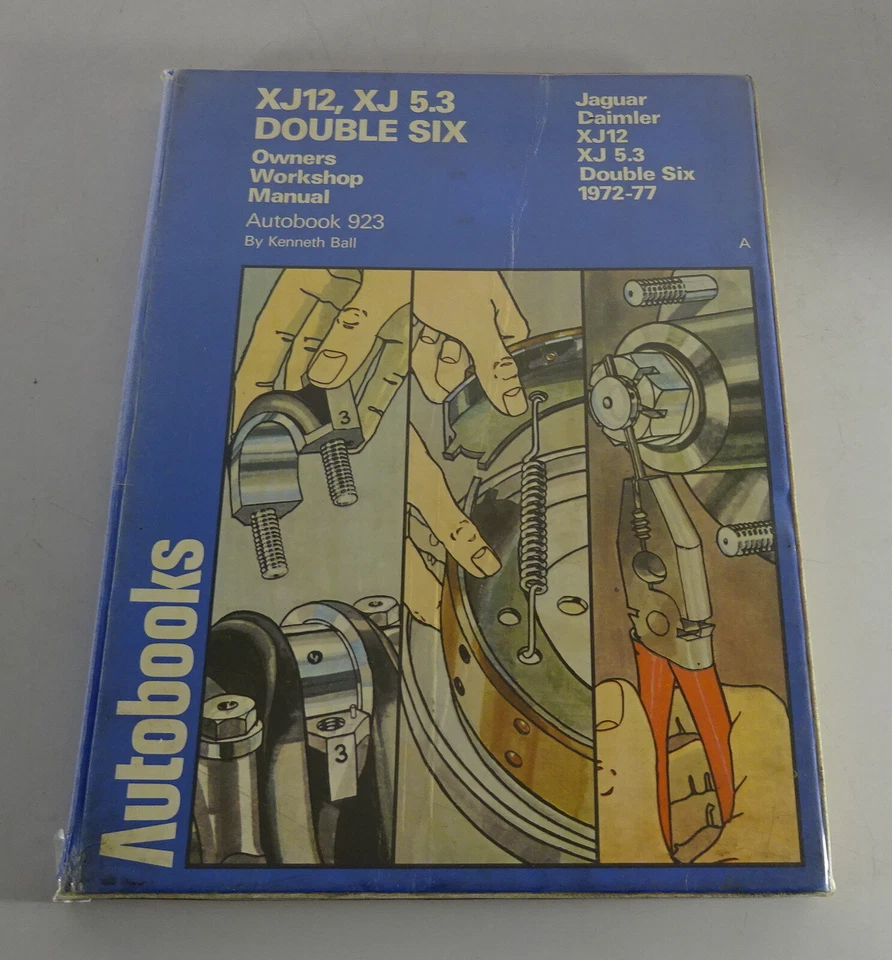 XJ12, XJ 5.3
DOUBLE SIX
Owners
Workshop
Manual
Autobook 923
By Kenneth Ball
Jaguar
Daimler
XJ12
XJ 5.3
Double Six
1972-77
A
3
3
Autobooks